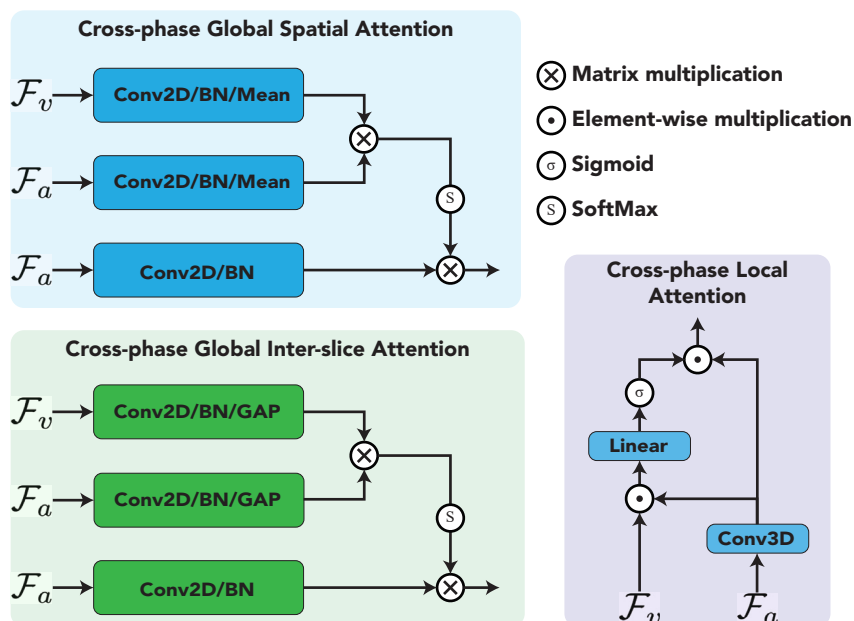 Cross-phase Global Spatial Attention
𝓕v
Conv2D/BN/Mean
𝓕a
Conv2D/BN/Mean
S
𝓕a
Conv2D/BN
Matrix multiplication
Element-wise multiplication
σ Sigmoid
S SoftMax
Cross-phase Global Inter-slice Attention
𝓕v
Conv2D/BN/GAP
𝓕a
Conv2D/BN/GAP
S
𝓕a
Conv2D/BN
Cross-phase Local
Attention
σ
Linear
Conv3D
𝓕v
𝓕a